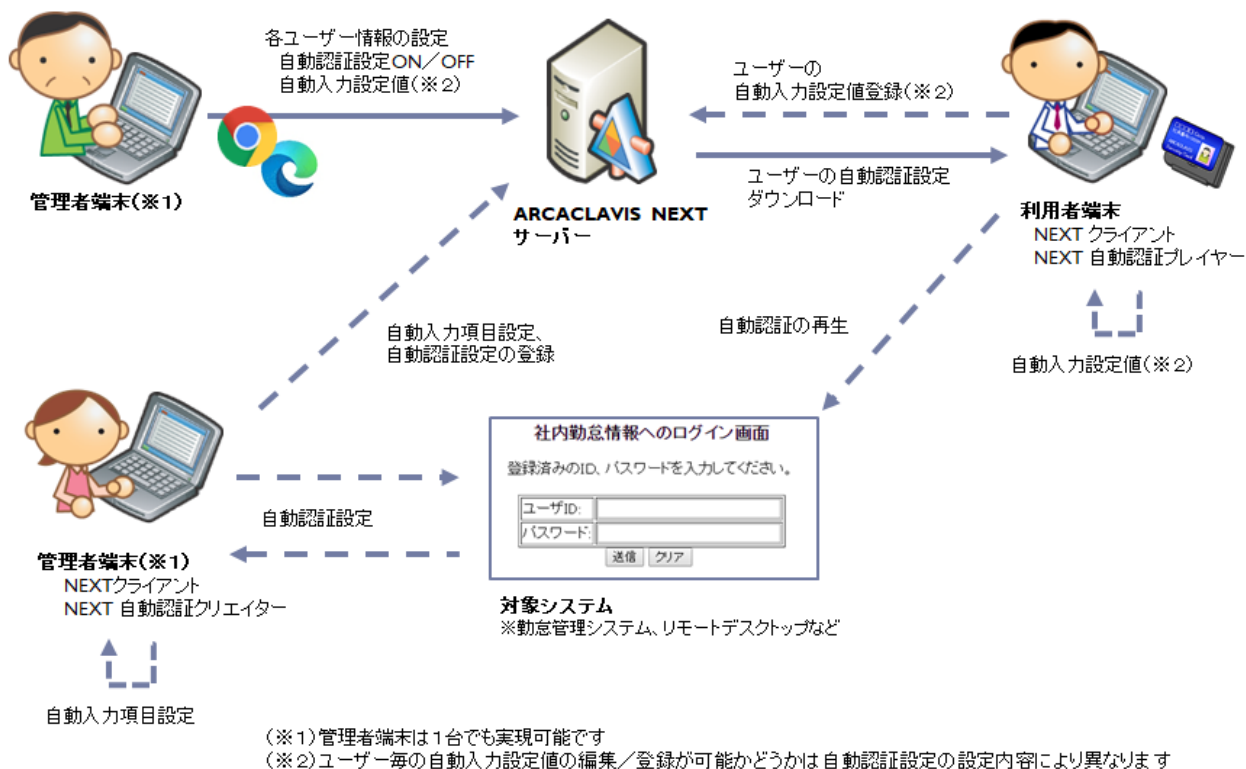 各ユーザー情報の設定
自動認証設定ON／OFF
自動入力設定値(※2)
管理者端末(※1)
ARCACLAVIS NEXT
サーバー
ユーザーの
自動入力設定値登録(※2)
ユーザーの自動認証設定
ダウンロード
利用者端末
NEXT クライアント
NEXT 自動認証プレイヤー
自動入力設定値(※2)
自動入力項目設定、
自動認証設定の登録
自動認証の再生
社内勤怠情報へのログイン画面
登録済みのID、パスワードを入力してください。
ユーザID:
パスワード:
送信 クリア
自動認証設定
管理者端末(※1)
NEXTクライアント
NEXT 自動認証クリエイター
対象システム
※勤怠管理システム、リモートデスクトップなど
自動入力項目設定
(※1)管理者端末は1台でも実現可能です
(※2)ユーザー毎の自動入力設定値の編集／登録が可能かどうかは自動認証設定の設定内容により異なります